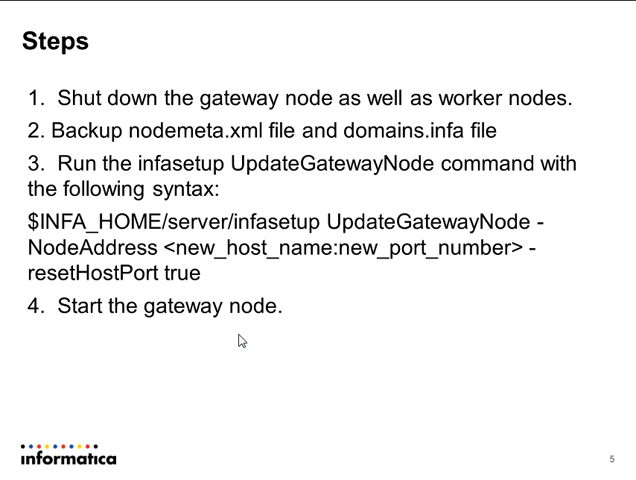 Steps
1. Shut down the gateway node as well as worker nodes.
2. Backup nodemeta.xml file and domains.infa file
3. Run the infasetup UpdateGatewayNode command with
the following syntax:
$INFA_HOME/server/infasetup UpdateGatewayNode -
NodeAddress <new_host_name:new_port_number> -
resetHostPort true
4. Start the gateway node.
informatica
5